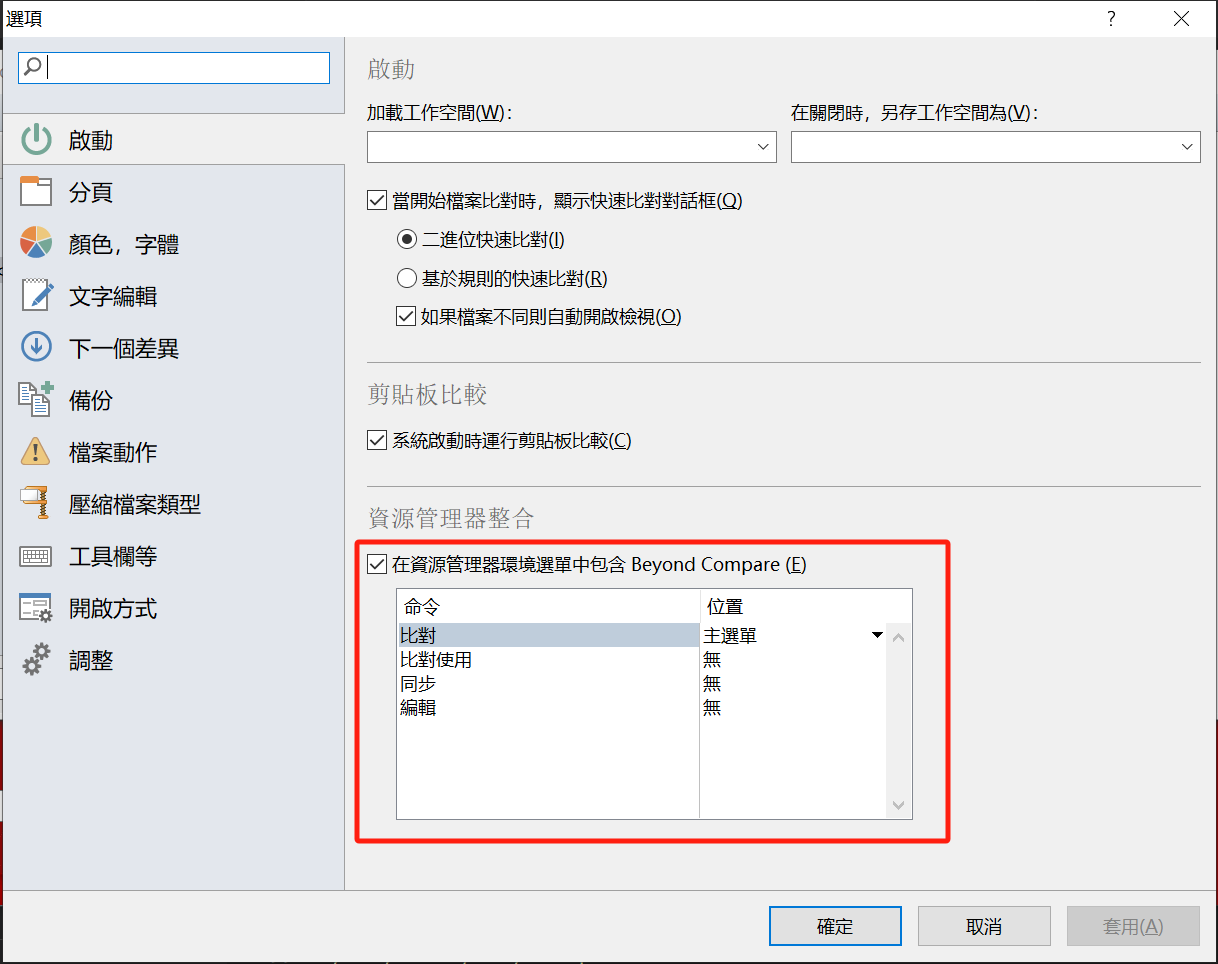 選項
?
啟動
分頁
顏色，字體
文字編輯
下一個差異
備份
檔案動作
壓縮檔案類型
工具欄等
開啟方式
調整
啟動
加載工作空間(W)：
在關閉時，另存工作空間為(V)：
當開始檔案比對時，顯示快速比對對話框(Q)
二進位快速比對(I)
基於規則的快速比對(R)
如果檔案不同則自動開啟檢視(O)
剪貼板比較
系統啟動時運行剪貼板比較(C)
資源管理器整合
在資源管理器環境選單中包含 Beyond Compare (E)
命令 位置
比對 主選單
比對使用 無
同步 無
編輯 無
確定 取消 套用(A)